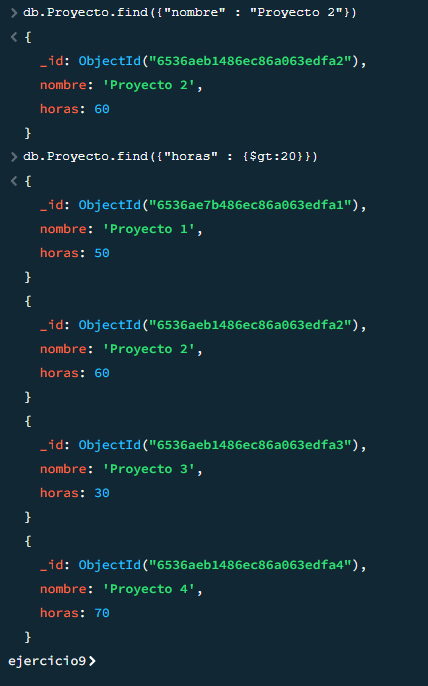 > db.Proyecto.find({"nombre" : "Proyecto 2"})
< {
_id: ObjectId("6536aeb1486ec86a063edfa2"),
nombre: 'Proyecto 2',
horas: 60
}
> db.Proyecto.find({"horas" : {$gt:20}})
< {
_id: ObjectId("6536ae7b486ec86a063edfa1"),
nombre: 'Proyecto 1',
horas: 50
}
{
_id: ObjectId("6536aeb1486ec86a063edfa2"),
nombre: 'Proyecto 2',
horas: 60
}
{
_id: ObjectId("6536aeb1486ec86a063edfa3"),
nombre: 'Proyecto 3',
horas: 30
}
{
_id: ObjectId("6536aeb1486ec86a063edfa4"),
nombre: 'Proyecto 4',
horas: 70
}
ejercicio9>